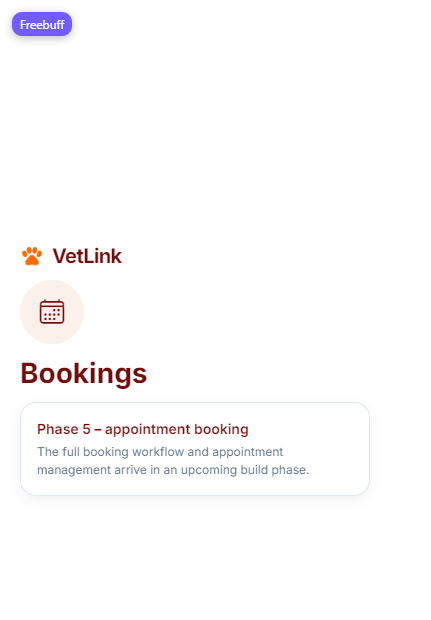 Freebuff
VetLink
Bookings
Phase 5 – appointment booking
The full booking workflow and appointment
management arrive in an upcoming build phase.